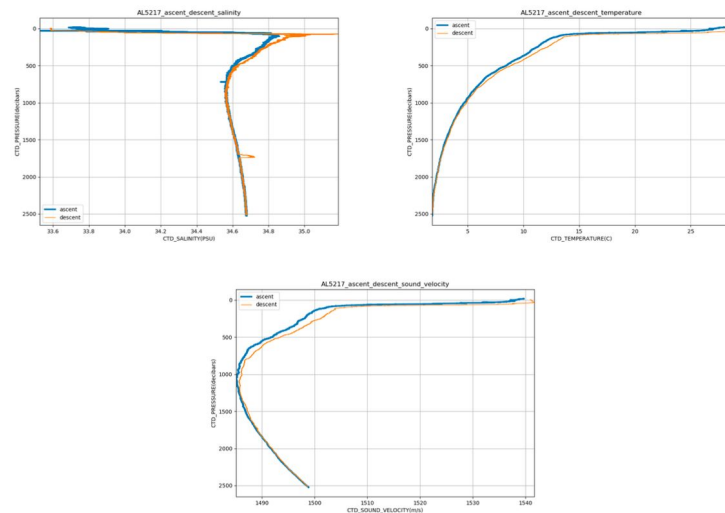 AL5217_ascent_descent_salinity
CTD_PRESSURE(decibars)
0
500
1000
1500
2000
2500
ascent
descent
33.6 33.8 34.0 34.2 34.4 34.6 34.8 35.0
CTD_SALINITY(PSU)
AL5217_ascent_descent_temperature
ascent
descent
CTD_PRESSURE(decibars)
0
500
1000
1500
2000
2500
5 10 15 20 25
CTD_TEMPERATURE(C)
AL5217_ascent_descent_sound_velocity
ascent
descent
CTD_PRESSURE(decibars)
0
500
1000
1500
2000
2500
1490 1500 1510 1520 1530 1540
CTD_SOUND_VELOCITY(m/s)